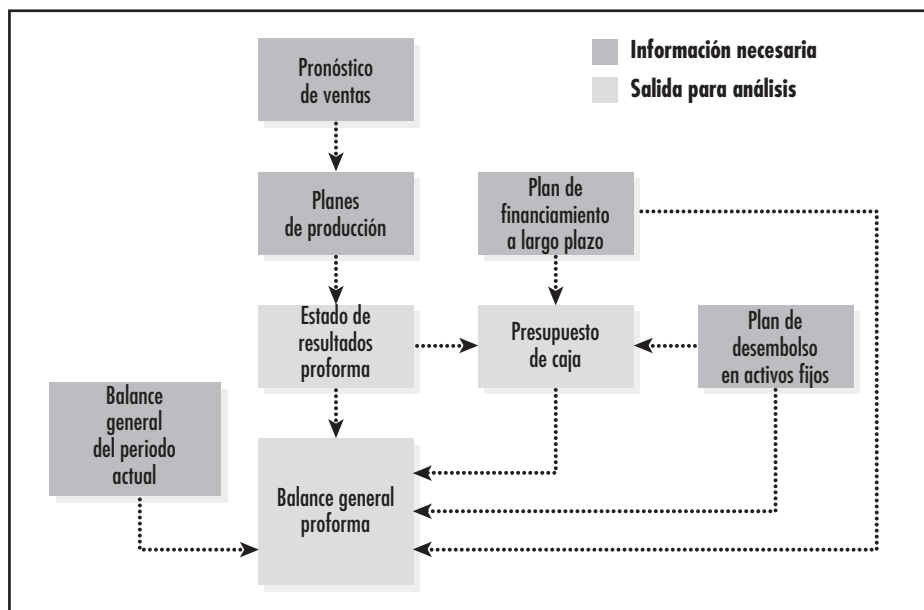 Pronóstico
de ventas
Información necesaria
Salida para análisis
Planes
de producción
Plan de
financiamiento
a largo plazo
Estado de
resultados
proforma
Presupuesto
de caja
Plan de
desembolso
en activos fijos
Balance
general
del periodo
actual
Balance general
proforma